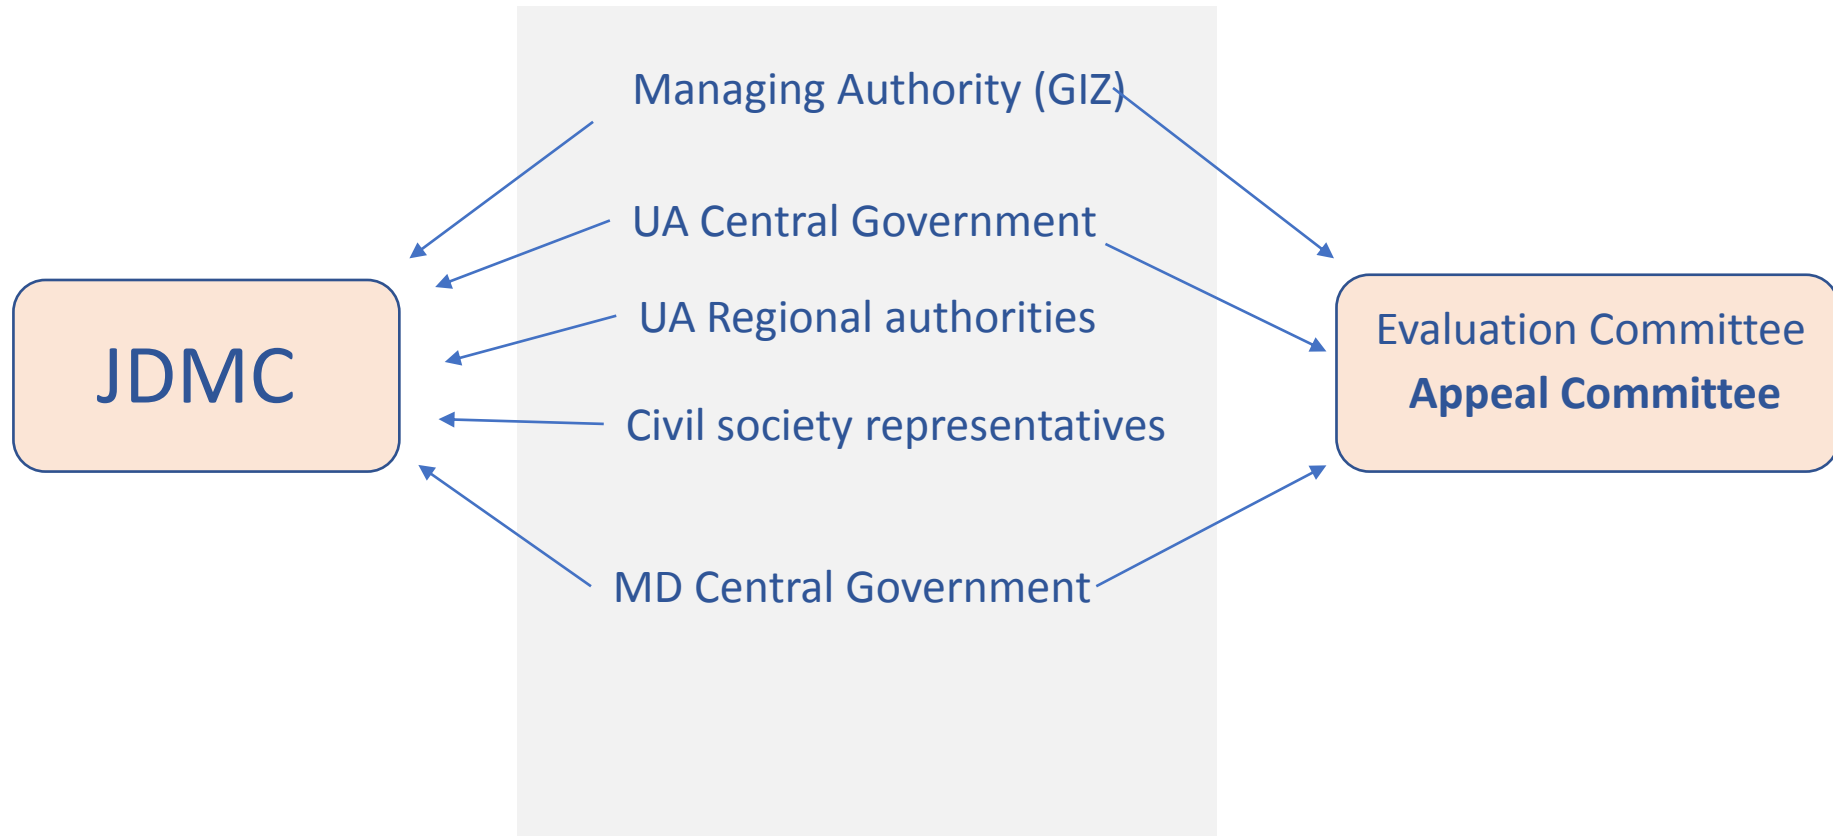 Managing Authority (GIZ)
UA Central Government
UA Regional authorities
Civil society representatives
MD Central Government
JDMC
Evaluation Committee
Appeal Committee